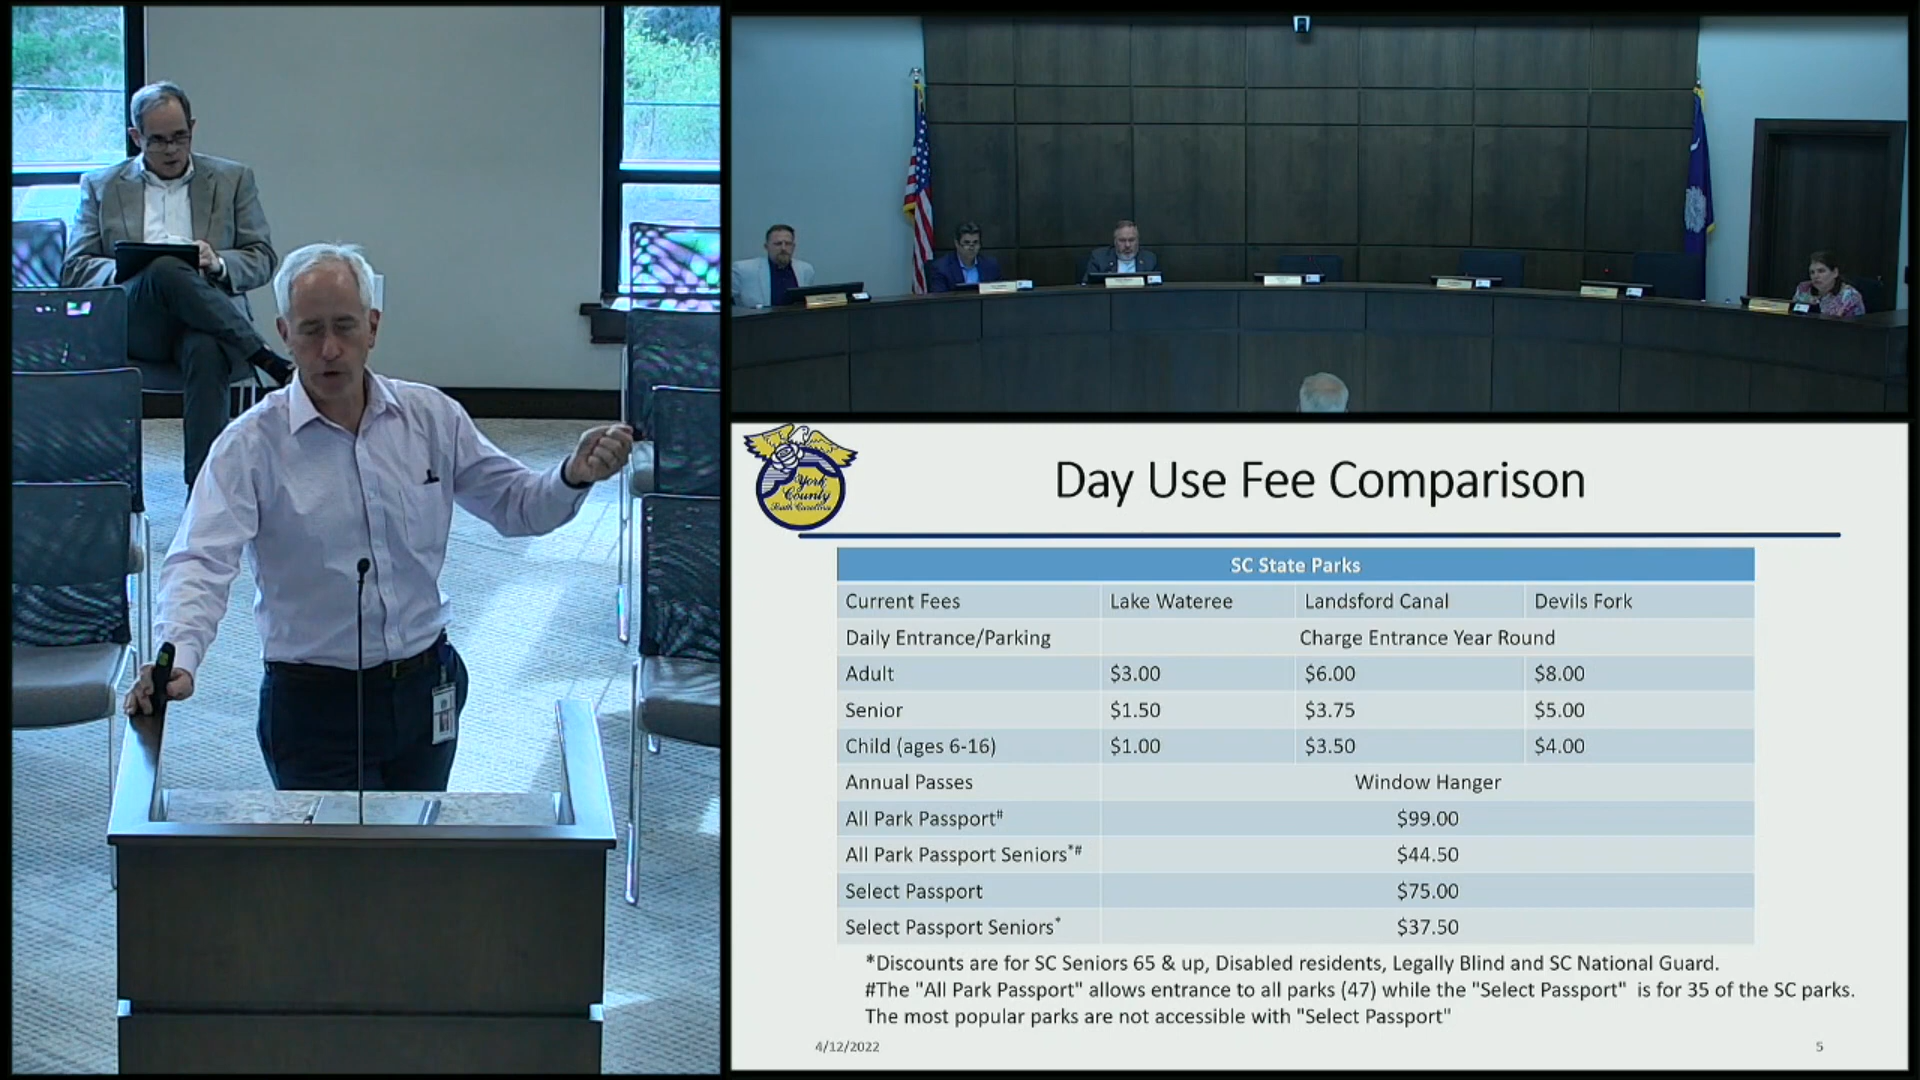 York
County
South Carolina
Day Use Fee Comparison
SC State Parks
Current Fees Lake Wateree Landsford Canal Devils Fork
Daily Entrance/Parking Charge Entrance Year Round
Adult $3.00 $6.00 $8.00
Senior $1.50 $3.75 $5.00
Child (ages 6-16) $1.00 $3.50 $4.00
Annual Passes Window Hanger
All Park Passport# $99.00
All Park Passport Seniors*# $44.50
Select Passport $75.00
Select Passport Seniors* $37.50
*Discounts are for SC Seniors 65 & up, Disabled residents, Legally Blind and SC National Guard.
#The "All Park Passport" allows entrance to all parks (47) while the "Select Passport" is for 35 of the SC parks.
The most popular parks are not accessible with "Select Passport"
4/12/2022 5